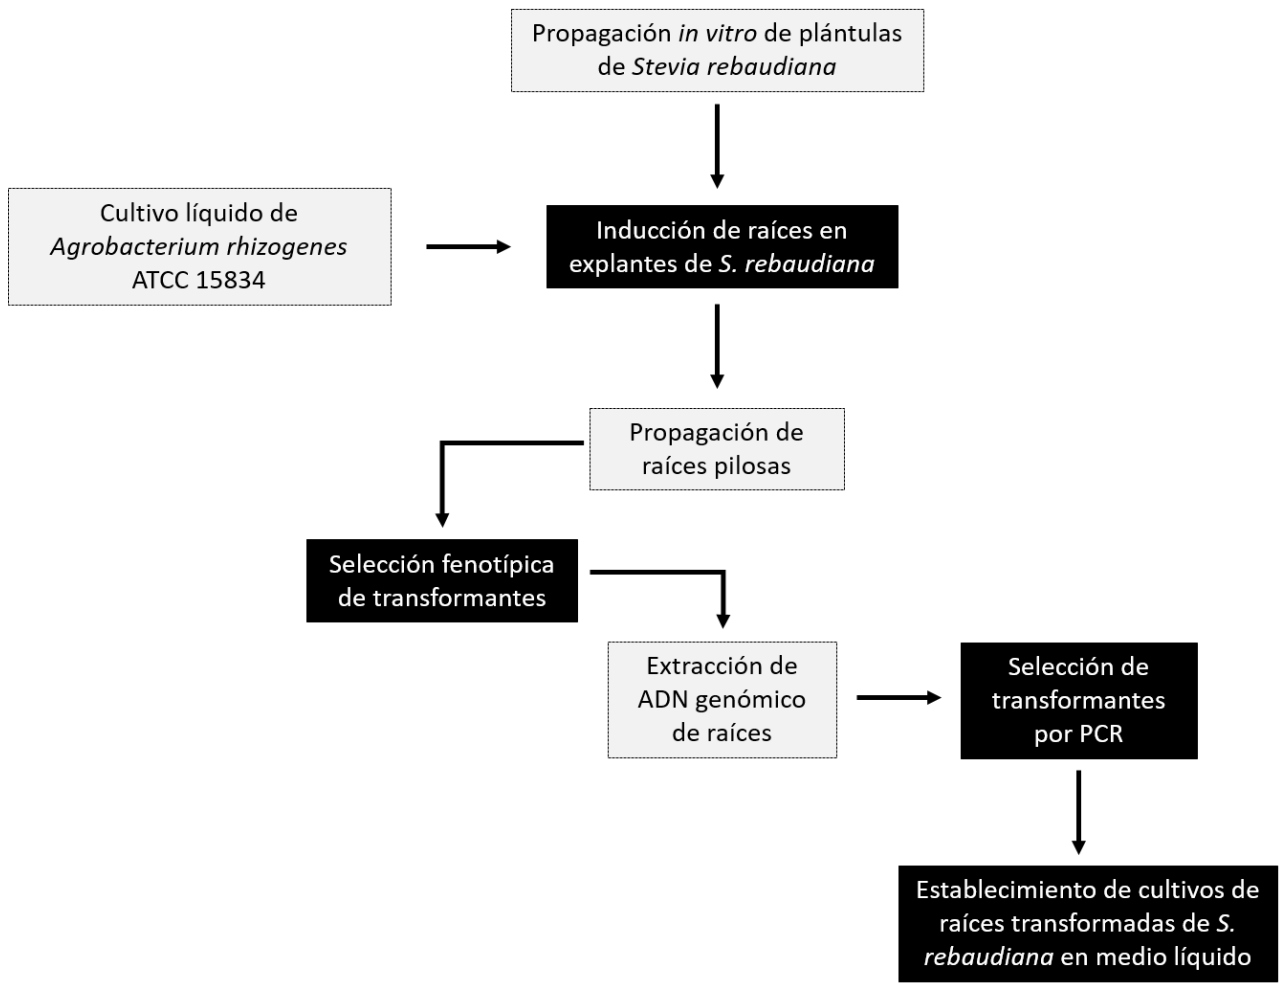 Propagación in vitro de plántulas
de Stevia rebaudiana
Cultivo líquido de
Agrobacterium rhizogenes
ATCC 15834
Inducción de raíces en
explantes de S. rebaudiana
Propagación de
raíces pilosas
Selección fenotípica
de transformantes
Extracción de
ADN genómico
de raíces
Selección de
transformantes
por PCR
Establecimiento de cultivos de
raíces transformadas de S.
rebaudiana en medio líquido